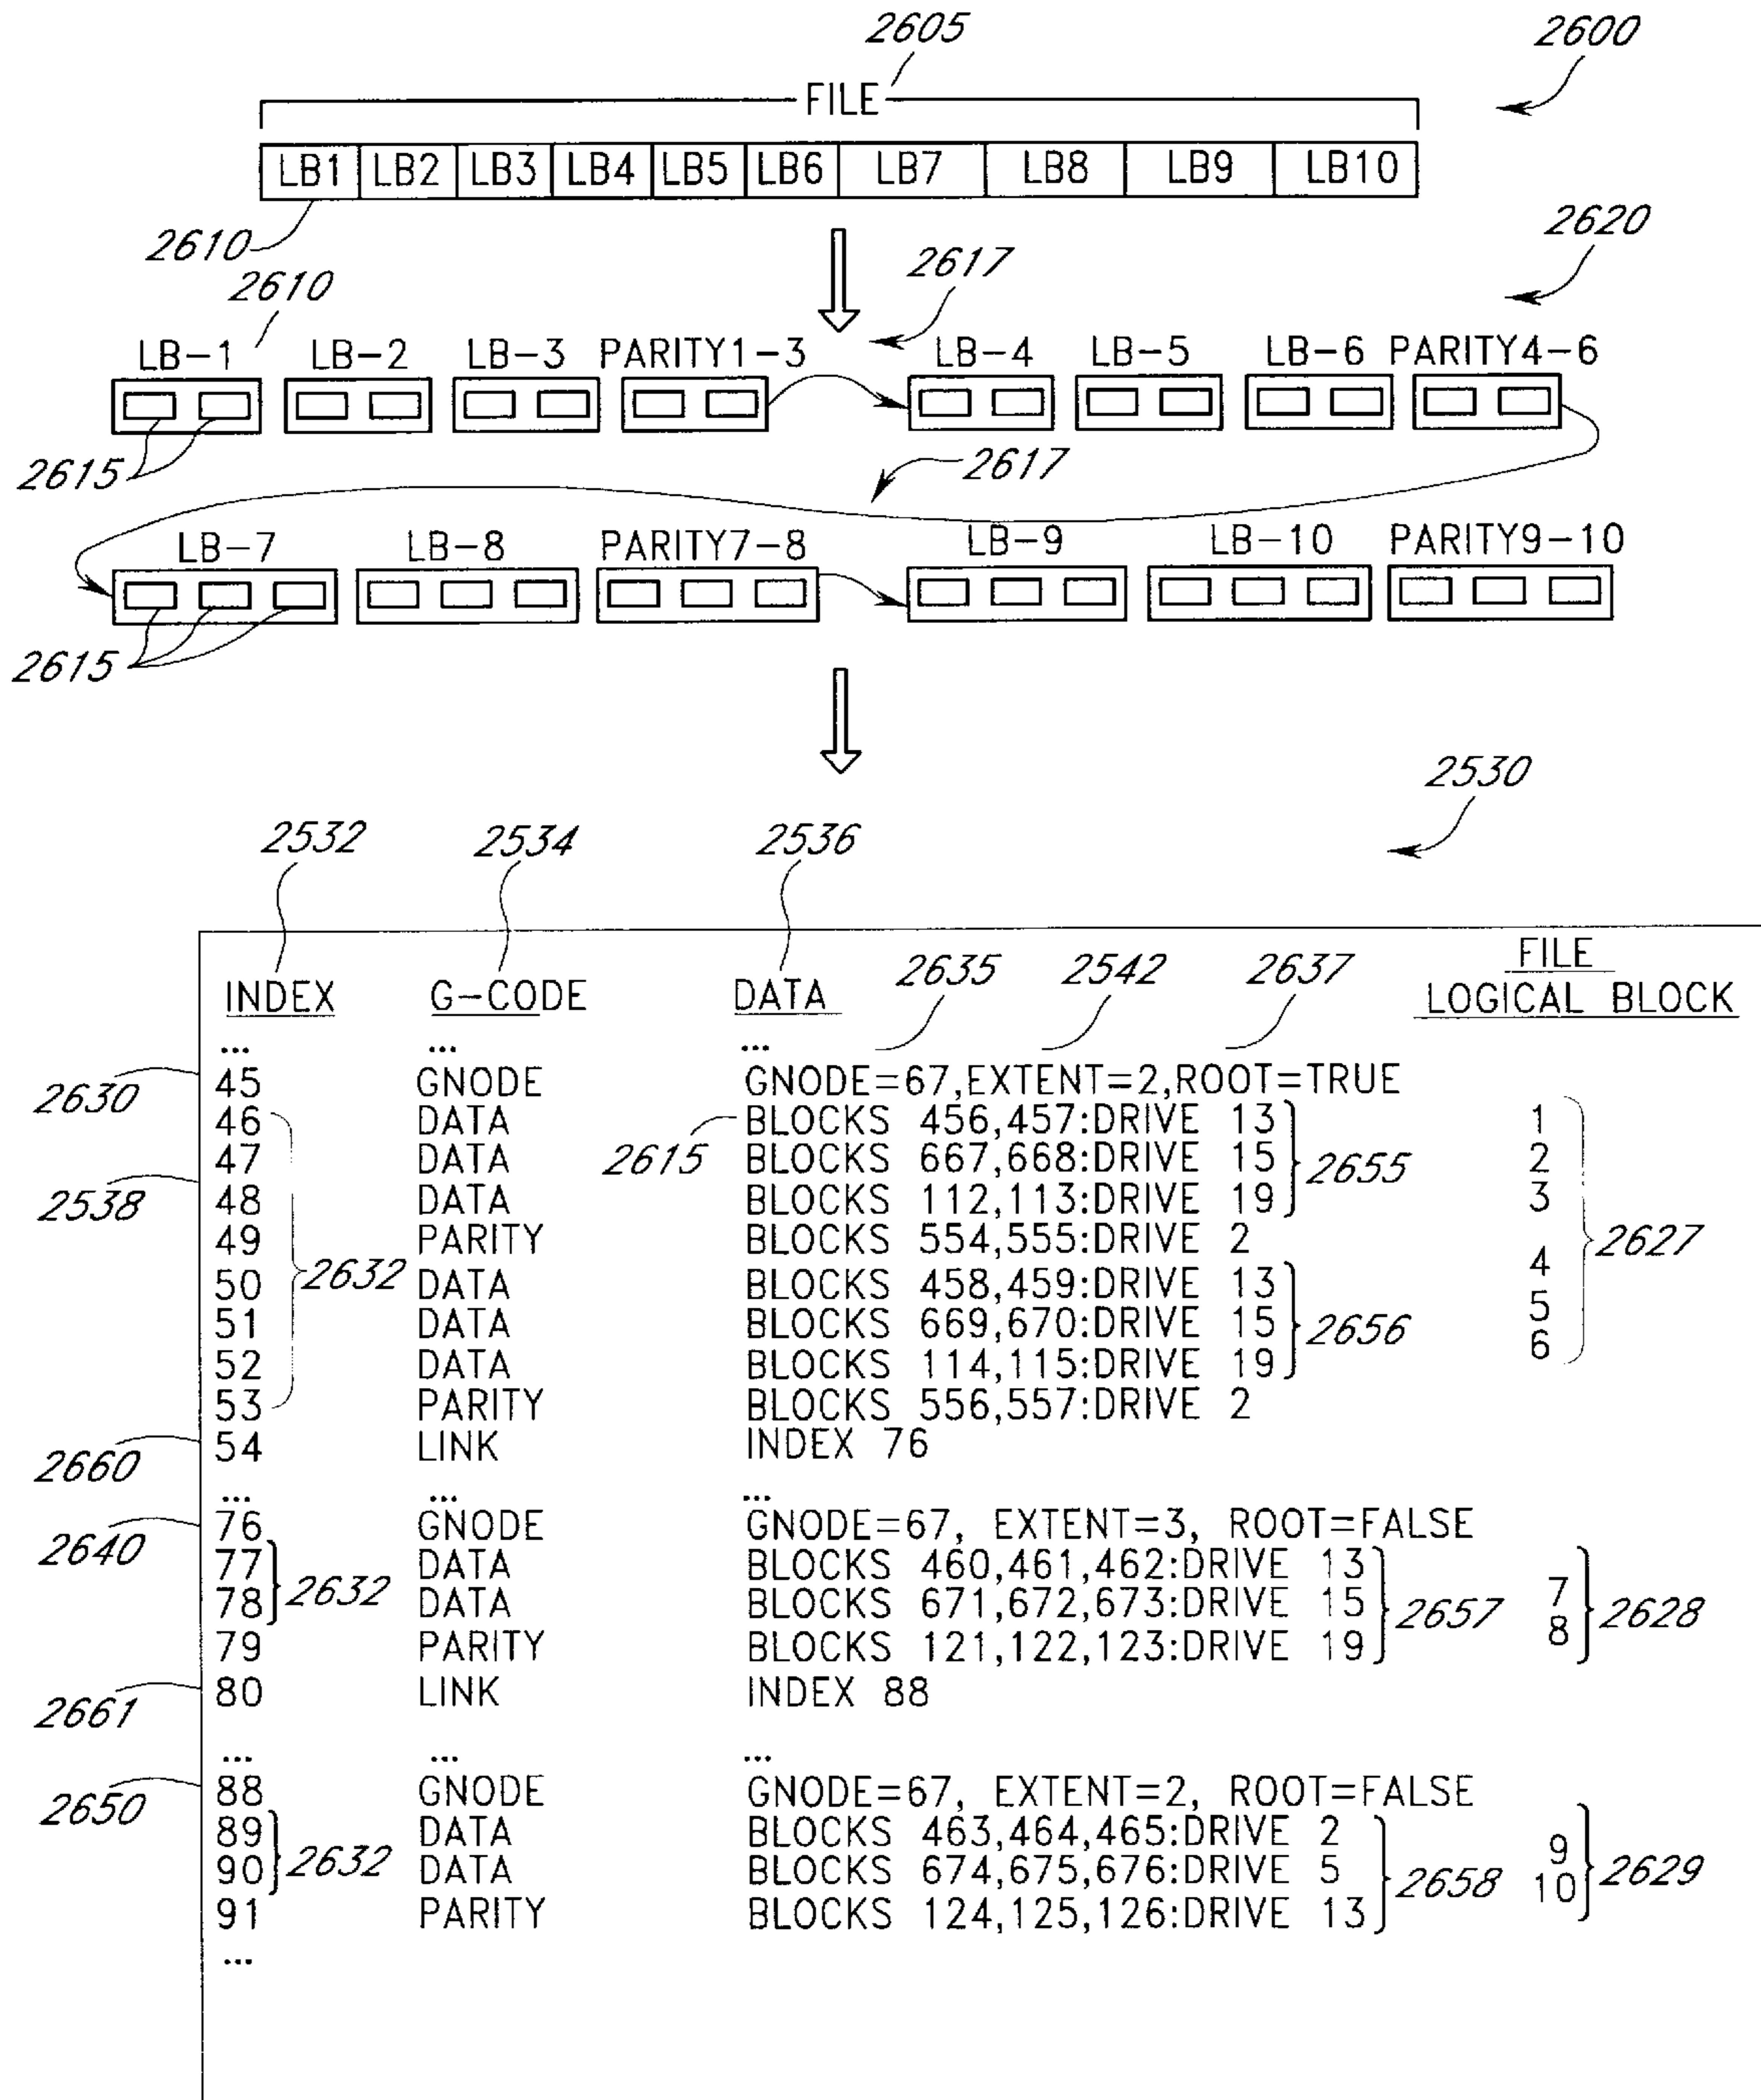 2605
2600
FILE
LB1 LB2 LB3 LB4 LB5 LB6 LB7 LB8 LB9 LB10
2610
2620
2610
2617
LB-1 LB-2 LB-3 PARITY1-3 LB-4 LB-5 LB-6 PARITY4-6
2615
2617
LB-7 LB-8 PARITY7-8 LB-9 LB-10 PARITY9-10
2615
2530
2532 2534 2536
2635 2542 2637
FILE
INDEX G-CODE DATA LOGICAL BLOCK
... ... ...
2630 45 GNODE GNODE=67,EXTENT=2,ROOT=TRUE
46 DATA BLOCKS 456,457:DRIVE 13 1
47 DATA 2615 BLOCKS 667,668:DRIVE 15 2655 2
2538 48 DATA BLOCKS 112,113:DRIVE 19 3
49 PARITY BLOCKS 554,555:DRIVE 2 2627
2632 50 DATA BLOCKS 458,459:DRIVE 13 4
51 DATA BLOCKS 669,670:DRIVE 15 2656 5
52 DATA BLOCKS 114,115:DRIVE 19 6
53 PARITY BLOCKS 556,557:DRIVE 2
2660 54 LINK INDEX 76
... ... ...
2640 76 GNODE GNODE=67, EXTENT=3, ROOT=FALSE
77 DATA BLOCKS 460,461,462:DRIVE 13 7
78 2632 DATA BLOCKS 671,672,673:DRIVE 15 2657 8 2628
79 PARITY BLOCKS 121,122,123:DRIVE 19
2661 80 LINK INDEX 88
... ... ...
2650 88 GNODE GNODE=67, EXTENT=2, ROOT=FALSE
89 DATA BLOCKS 463,464,465:DRIVE 2 9
90 2632 DATA BLOCKS 674,675,676:DRIVE 5 2658 10 2629
91 PARITY BLOCKS 124,125,126:DRIVE 13
...